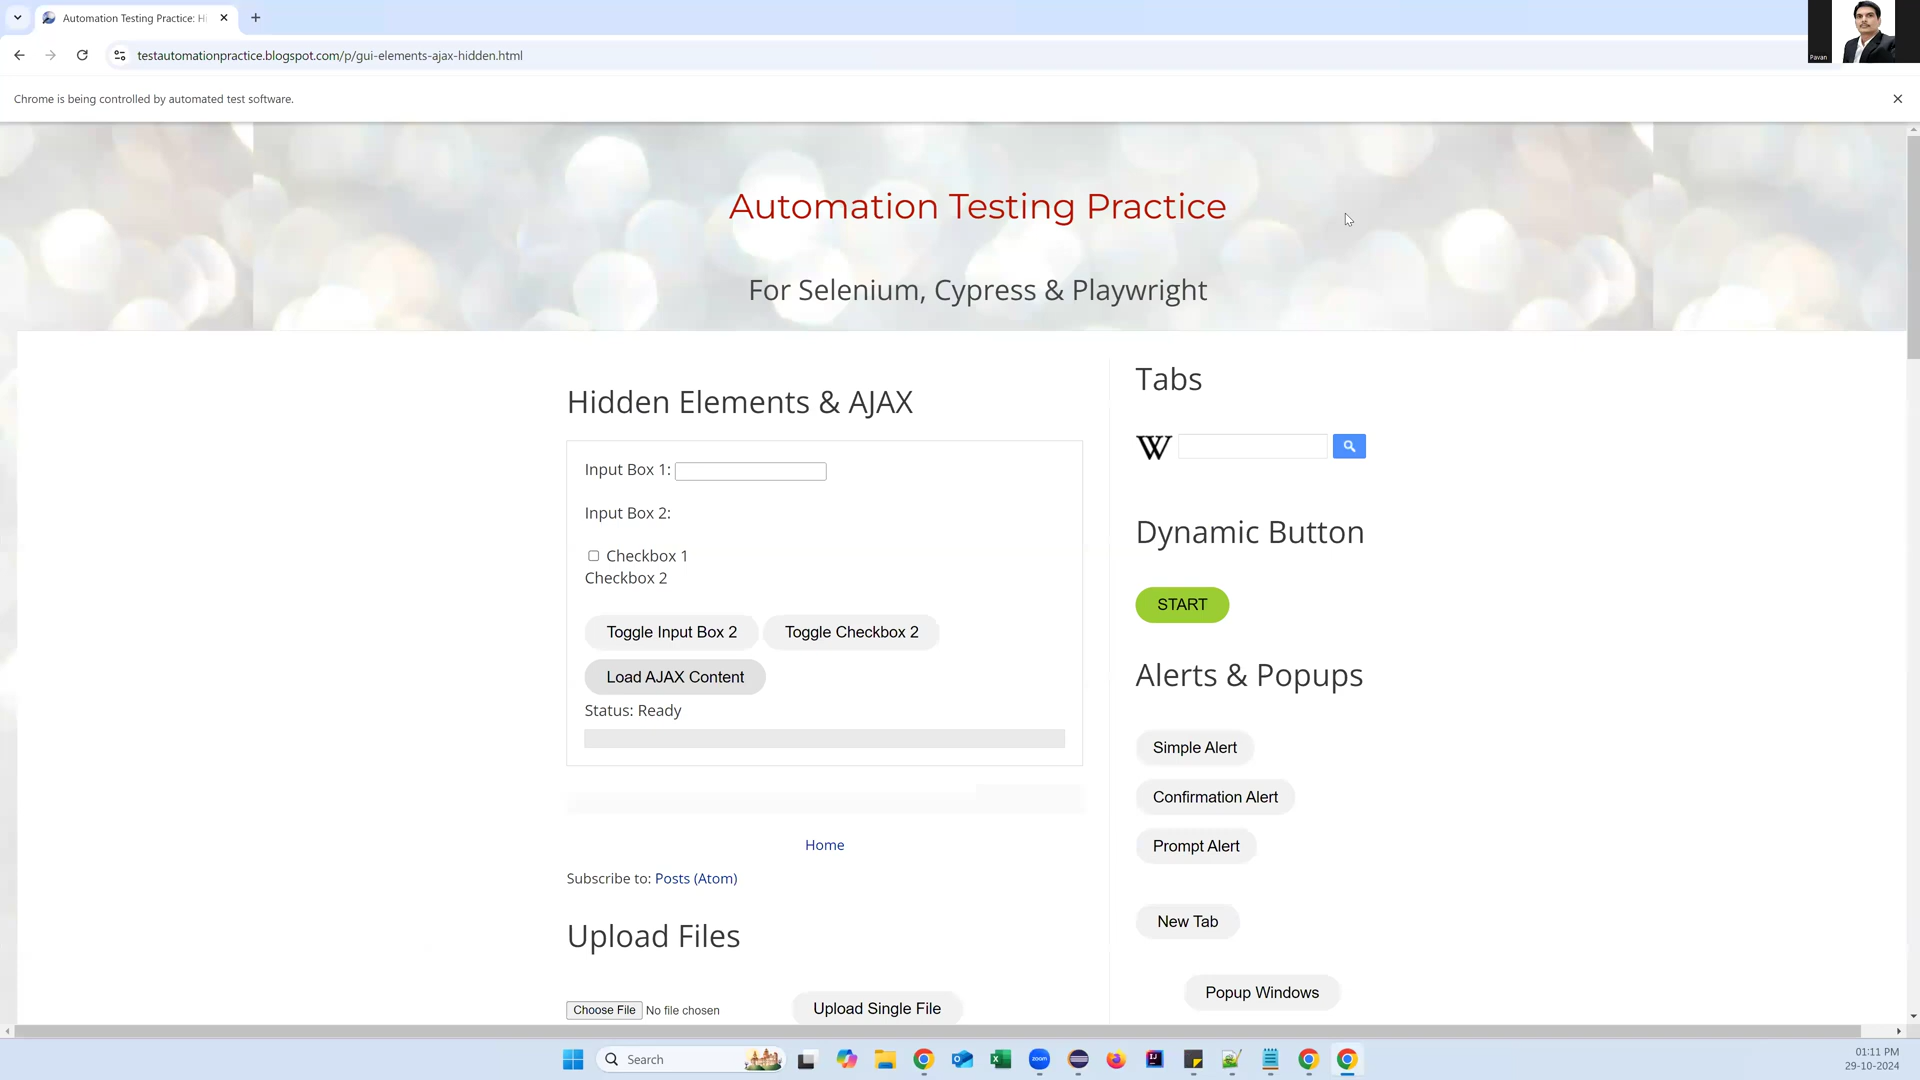 Automation Testing Practice: Hi
testautomationpractice.blogspot.com/p/gui-elements-ajax-hidden.html
Pavan
Chrome is being controlled by automated test software.
Automation Testing Practice
For Selenium, Cypress & Playwright
Hidden Elements & AJAX
Input Box 1:
Input Box 2:
Checkbox 1
Checkbox 2
Toggle Input Box 2 Toggle Checkbox 2
Load AJAX Content
Status: Ready
Home
Subscribe to: Posts (Atom)
Upload Files
Choose File No file chosen Upload Single File
Tabs
W
Dynamic Button
START
Alerts & Popups
Simple Alert
Confirmation Alert
Prompt Alert
New Tab
Popup Windows
Search
zoom
IJ
01:11 PM
29-10-2024